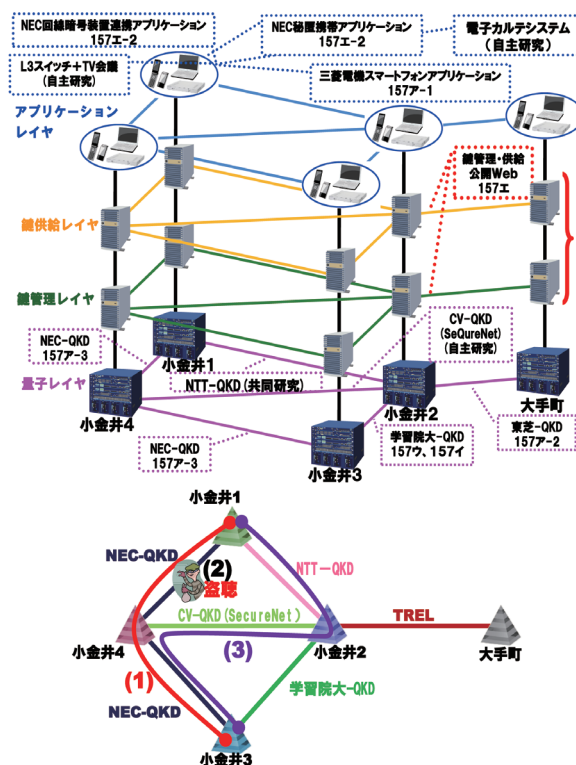 NEC回線暗号装置連携アプリケーション
157エ-2
NEC秘匿携帯アプリケーション
157エ-2
電子カルテシステム
(自主研究)
L3スイッチ+TV会議
(自主研究)
三菱電機スマートフォンアプリケーション
157ア-1
アプリケーション
レイヤ
鍵管理・供給
公開Web
157エ
鍵供給レイヤ
鍵管理レイヤ
CV-QKD
(SeQureNet)
(自主研究)
NEC-QKD
157ア-3
小金井1
NTT-QKD(共同研究)
量子レイヤ
小金井4
小金井2
大手町
NEC-QKD
157ア-3
小金井3
学習院大-QKD
157ウ、157イ
東芝-QKD
157ア-2
小金井1
NEC-QKD
(2)
盗聴
NTT-QKD
CV-QKD(SecureNet)
TREL
小金井4
(3)
小金井2
大手町
(1)
学習院大-QKD
NEC-QKD
小金井3